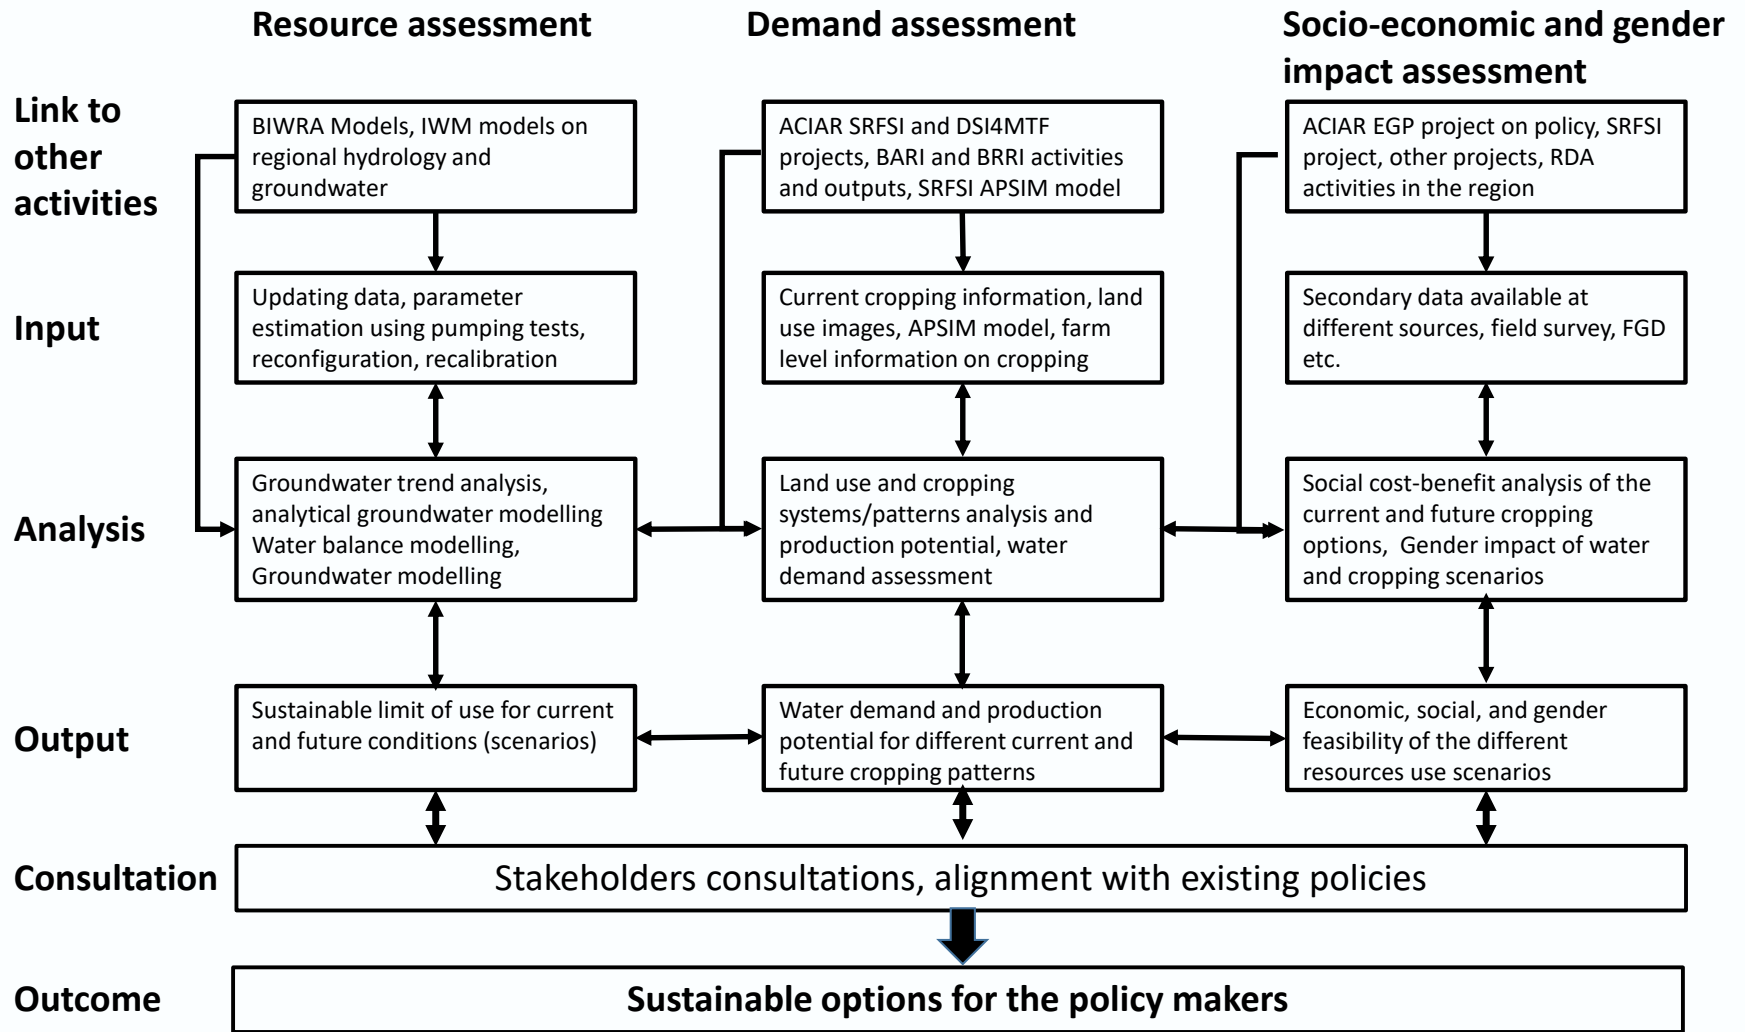 Resource assessment
Demand assessment
Socio-economic and gender
impact assessment
Link to
other
activities
BIWRA Models, IWM models on
regional hydrology and
groundwater
ACIAR SRFSI and DSI4MTF
projects, BARI and BRRI activities
and outputs, SRFSI APSIM model
ACIAR EGP project on policy, SRFSI
project, other projects, RDA
activities in the region
Input
Updating data, parameter
estimation using pumping tests,
reconfiguration, recalibration
Current cropping information, land
use images, APSIM model, farm
level information on cropping
Secondary data available at
different sources, field survey, FGD
etc.
Analysis
Groundwater trend analysis,
analytical groundwater modelling
Water balance modelling,
Groundwater modelling
Land use and cropping
systems/patterns analysis and
production potential, water
demand assessment
Social cost-benefit analysis of the
current and future cropping
options, Gender impact of water
and cropping scenarios
Output
Sustainable limit of use for current
and future conditions (scenarios)
Water demand and production
potential for different current and
future cropping patterns
Economic, social, and gender
feasibility of the different
resources use scenarios
Consultation
Stakeholders consultations, alignment with existing policies
Outcome
Sustainable options for the policy makers